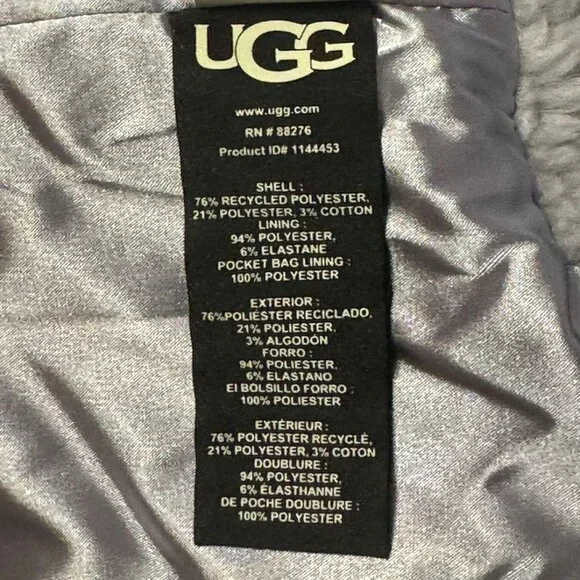 UGG
www.ugg.com
RN # 88276
Product ID# 1144453
SHELL :
76% RECYCLED POLYESTER,
21% POLYESTER, 3% COTTON
LINING :
94% POLYESTER,
6% ELASTANE
POCKET BAG LINING :
100% POLYESTER
EXTERIOR :
76%POLIÉSTER RECICLADO,
21% POLIESTER,
3% ALGODÓN
FORRO :
94% POLIESTER,
6% ELASTANO
El BOLSILLO FORRO :
100% POLIESTER
EXTÉRIEUR :
76% POLYESTER RECYCLÉ,
21% POLYESTER, 3% COTON
DOUBLURE :
94% POLYESTER,
6% ÉLASTHANNE
DE POCHE DOUBLURE :
100% POLYESTER